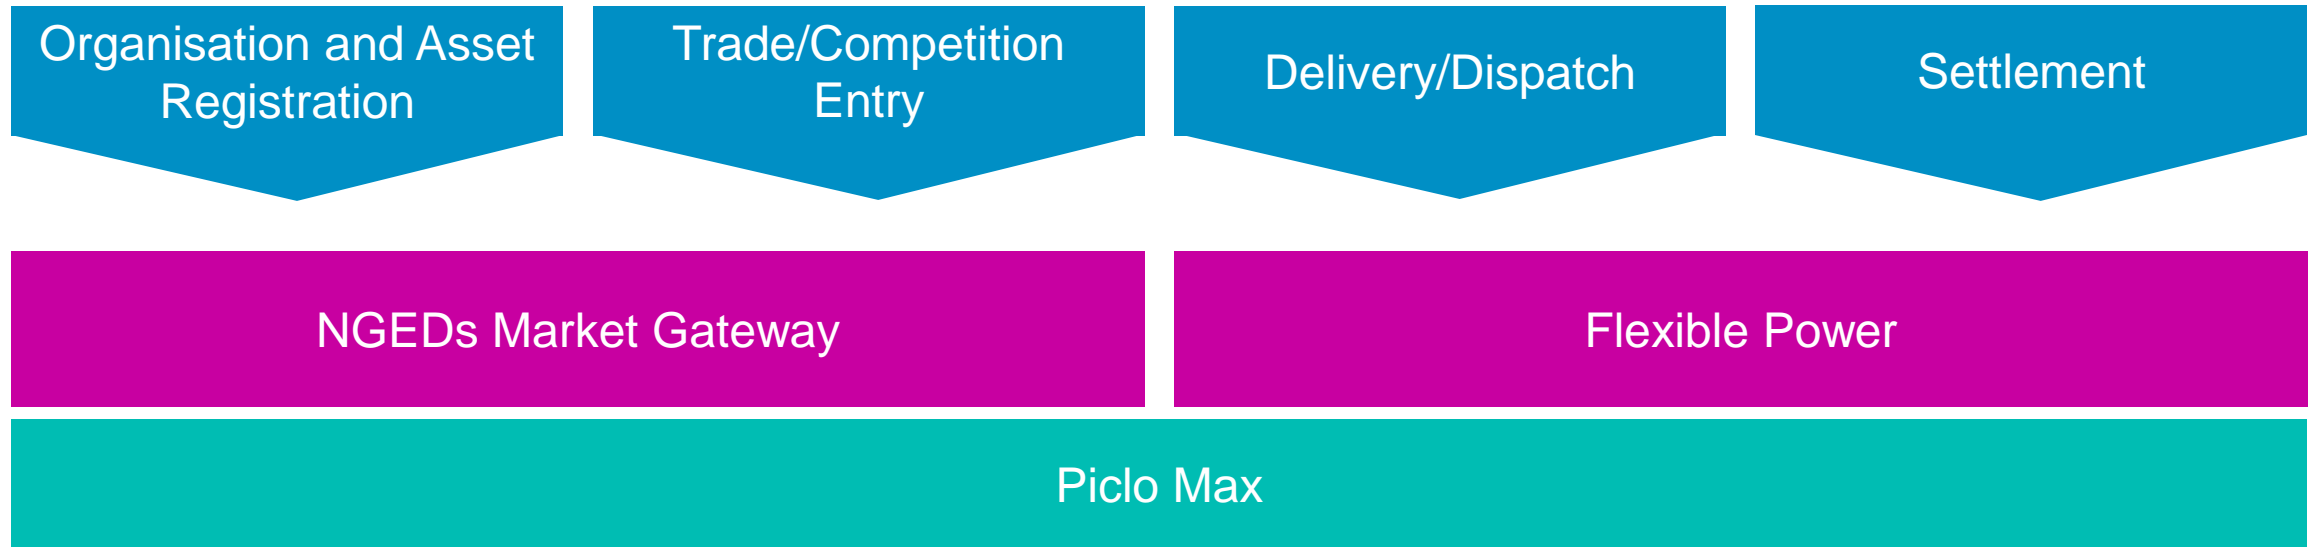 Organisation and Asset
Registration
Trade/Competition
Entry
Delivery/Dispatch
Settlement
NGEDs Market Gateway
Flexible Power
Piclo Max